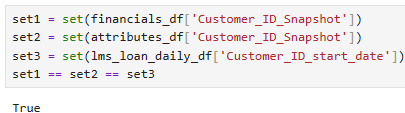 set1 = set(financials_df['Customer_ID_Snapshot'])
set2 = set(attributes_df['Customer_ID_Snapshot'])
set3 = set(lms_loan_daily_df['Customer_ID_start_date'])
set1 == set2 == set3
True